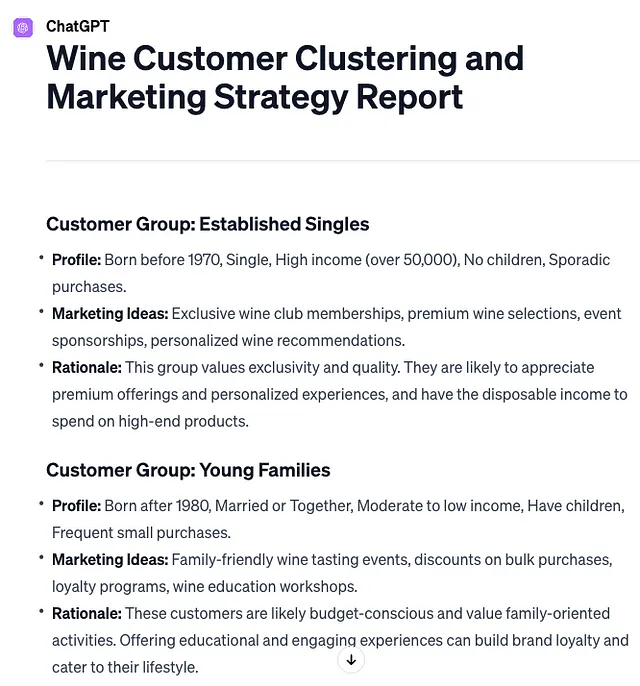 ChatGPT
Wine Customer Clustering and
Marketing Strategy Report
Customer Group: Established Singles
• Profile: Born before 1970, Single, High income (over 50,000), No children, Sporadic
purchases.
• Marketing Ideas: Exclusive wine club memberships, premium wine selections, event
sponsorships, personalized wine recommendations.
• Rationale: This group values exclusivity and quality. They are likely to appreciate
premium offerings and personalized experiences, and have the disposable income to
spend on high-end products.
Customer Group: Young Families
• Profile: Born after 1980, Married or Together, Moderate to low income, Have children,
Frequent small purchases.
• Marketing Ideas: Family-friendly wine tasting events, discounts on bulk purchases,
loyalty programs, wine education workshops.
• Rationale: These customers are likely budget-conscious and value family-oriented
activities. Offering educational and engaging experiences can build brand loyalty and
cater to their lifestyle.